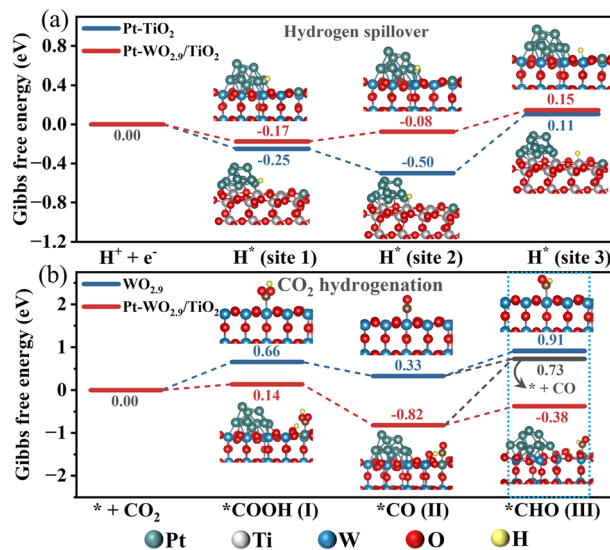 (a)
Pt-TiO₂
Hydrogen spillover
Pt-WO₂.₉/TiO₂
Gibbs free energy (eV)
0.8
0.4
0.0
−0.4
−0.8
−1.2
0.00
-0.17
-0.25
-0.08
-0.50
0.15
0.11
H⁺ + e⁻
H* (site 1)
H* (site 2)
H* (site 3)
(b)
WO₂.₉
CO₂ hydrogenation
Pt-WO₂.₉/TiO₂
Gibbs free energy (eV)
2
1
0
−1
−2
0.00
0.66
0.14
0.33
-0.82
0.91
0.73
* + CO
-0.38
* + CO₂
*COOH (I)
*CO (II)
*CHO (III)
Pt Ti W O H